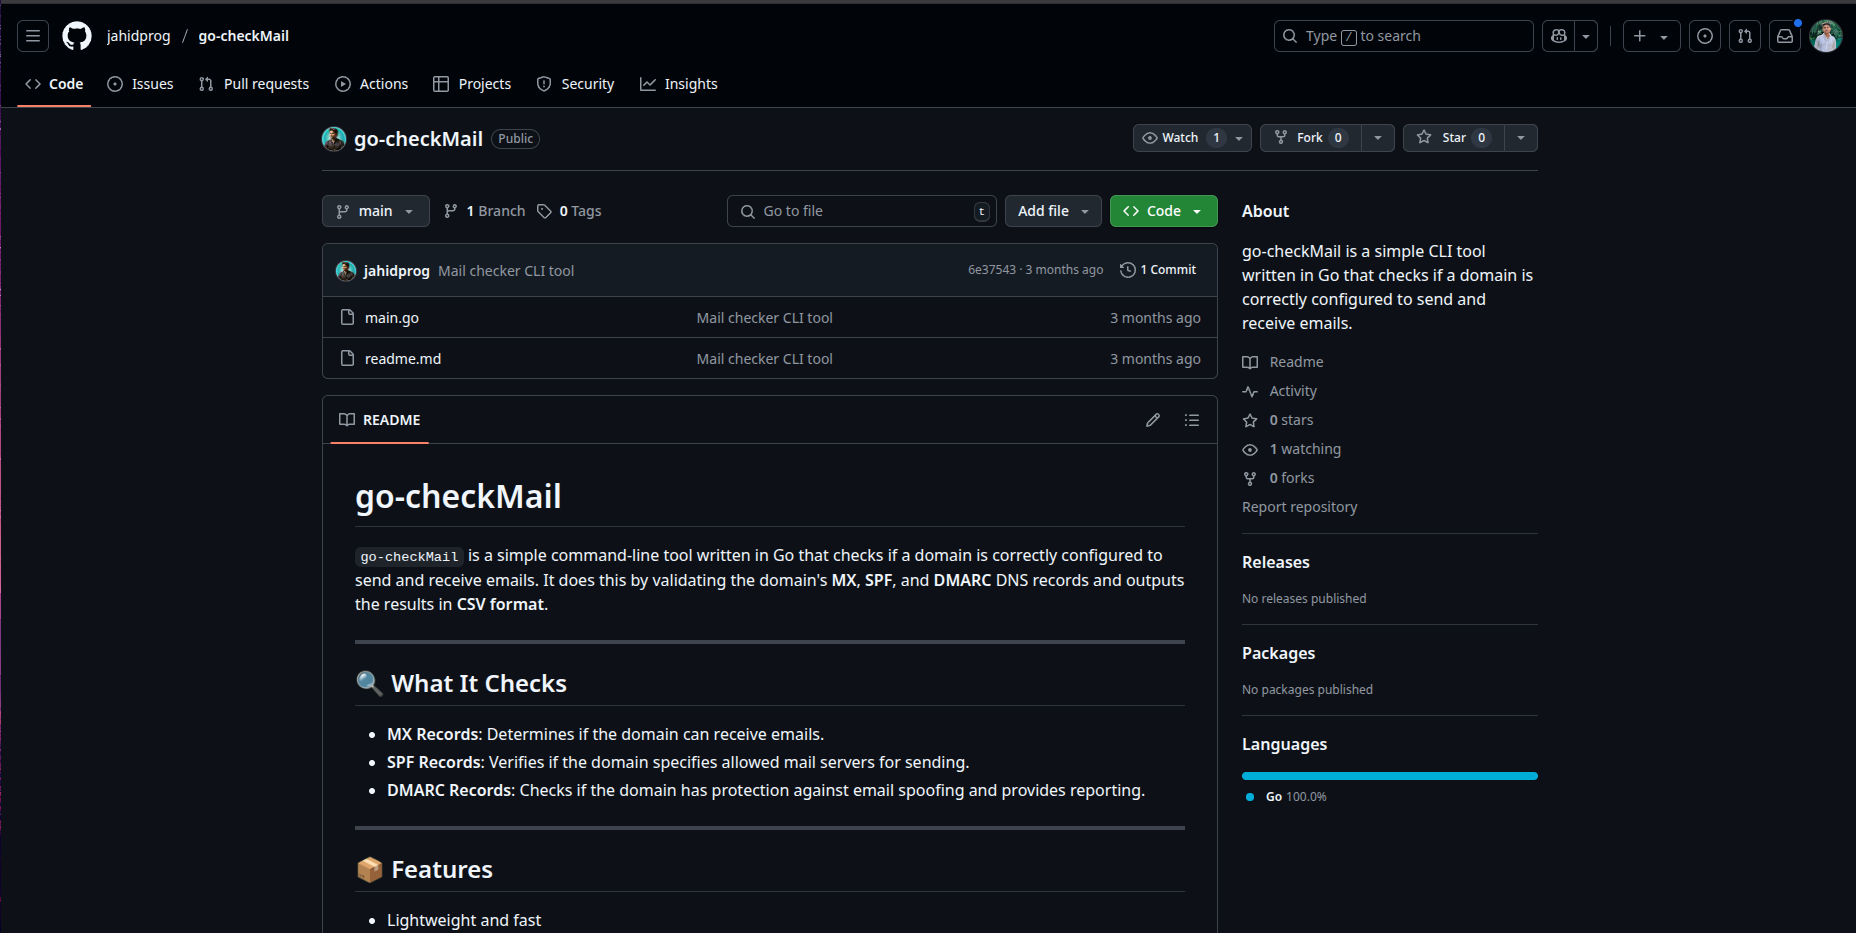 jahidprog / go-checkMail
Type / to search
Code Issues Pull requests Actions Projects Security Insights
go-checkMail Public
Watch 1 Fork 0 Star 0
main 1 Branch 0 Tags
Go to file t
Add file
Code
jahidprog Mail checker CLI tool 6e37543 · 3 months ago 1 Commit
main.go Mail checker CLI tool 3 months ago
readme.md Mail checker CLI tool 3 months ago
README
go-checkMail
go-checkMail is a simple command-line tool written in Go that checks if a domain is correctly configured to
send and receive emails. It does this by validating the domain's MX, SPF, and DMARC DNS records and outputs
the results in CSV format.
🔍 What It Checks
• MX Records: Determines if the domain can receive emails.
• SPF Records: Verifies if the domain specifies allowed mail servers for sending.
• DMARC Records: Checks if the domain has protection against email spoofing and provides reporting.
📦 Features
• Lightweight and fast
About
go-checkMail is a simple CLI tool
written in Go that checks if a domain is
correctly configured to send and
receive emails.
Readme
Activity
0 stars
1 watching
0 forks
Report repository
Releases
No releases published
Packages
No packages published
Languages
Go 100.0%